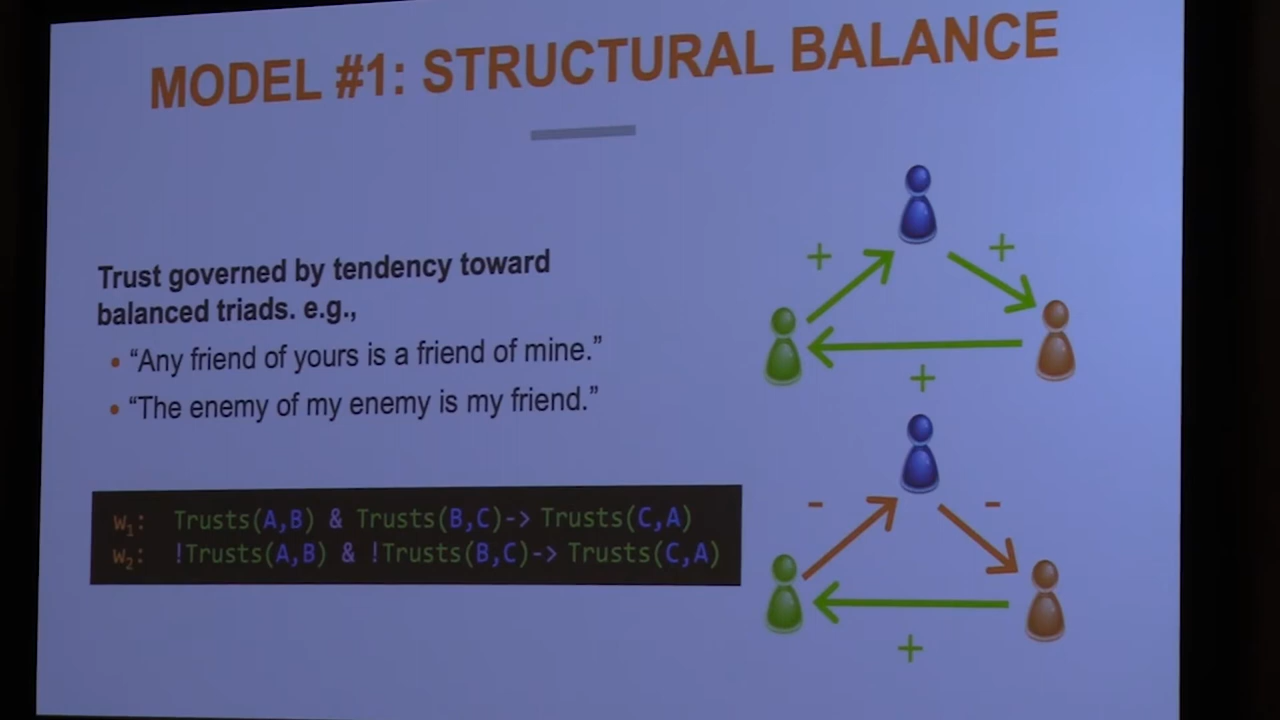 MODEL #1: STRUCTURAL BALANCE
Trust governed by tendency toward
balanced triads. e.g.,
• “Any friend of yours is a friend of mine.”
• “The enemy of my enemy is my friend.”
w₁: Trusts(A,B) & Trusts(B,C)-> Trusts(C,A)
w₂: !Trusts(A,B) & !Trusts(B,C)-> Trusts(C,A)
+ +
+
- -
+